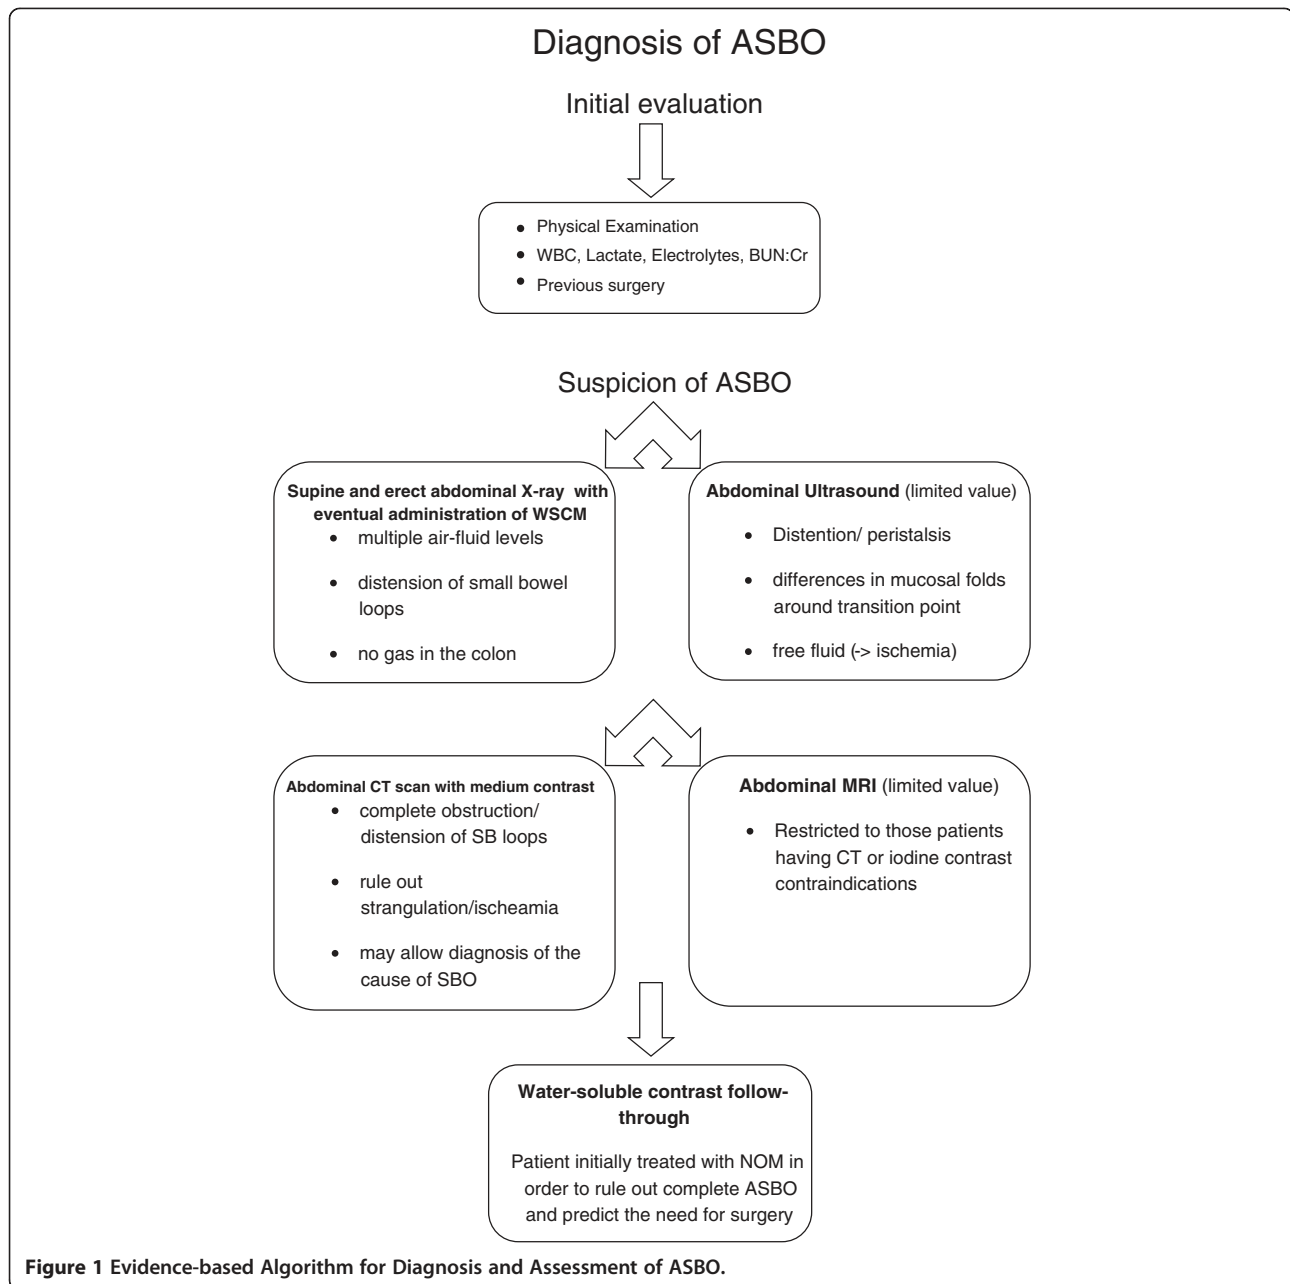 Diagnosis of ASBO
Initial evaluation
• Physical Examination
• WBC, Lactate, Electrolytes, BUN:Cr
• Previous surgery
Suspicion of ASBO
Supine and erect abdominal X-ray with
eventual administration of WSCM
• multiple air-fluid levels
• distension of small bowel
loops
• no gas in the colon
Abdominal Ultrasound (limited value)
• Distention/ peristalsis
• differences in mucosal folds
around transition point
• free fluid (-> ischemia)
Abdominal CT scan with medium contrast
• complete obstruction/
distension of SB loops
• rule out
strangulation/ischeamia
• may allow diagnosis of the
cause of SBO
Abdominal MRI (limited value)
• Restricted to those patients
having CT or iodine contrast
contraindications
Water-soluble contrast follow-
through
Patient initially treated with NOM in
order to rule out complete ASBO
and predict the need for surgery
Figure 1 Evidence-based Algorithm for Diagnosis and Assessment of ASBO.